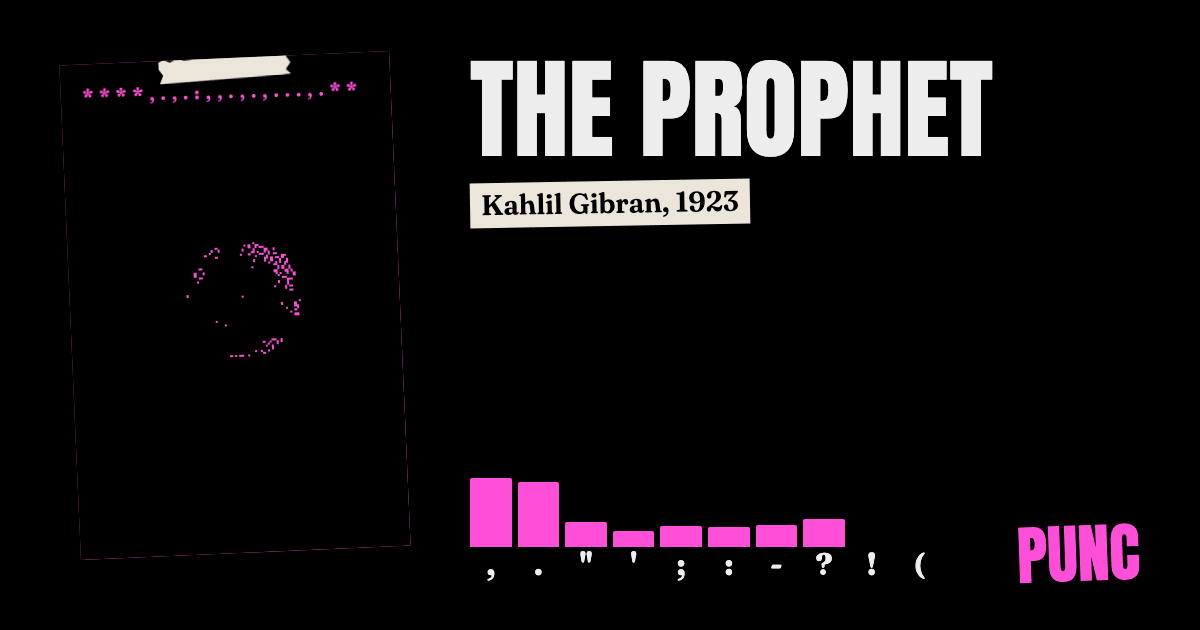 ****,.,.:,,.,.,...,.**
THE PROPHET
Kahlil Gibran, 1923
, . " ' ; : - ? ! (
PUNC